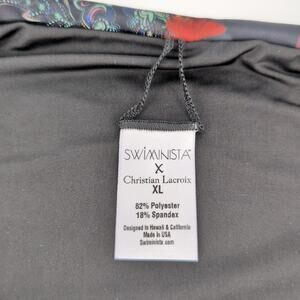 SWIMINISTA
X
Christian Lacroix
XL
82% Polyester
18% Spandex
Designed in Hawaii & California
Made in USA
Swiminista.com